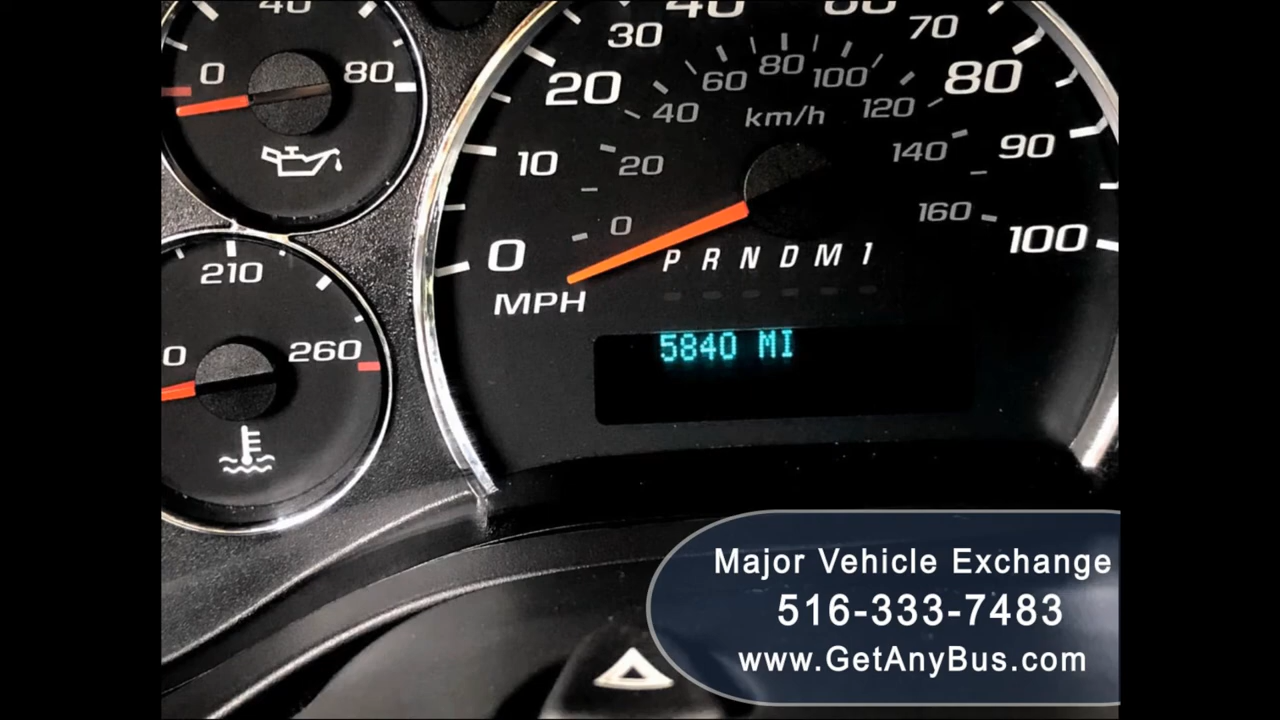 40
0 80
210
0 260
30 40 60 70
20 60 80 100 80
40 km/h 120
10 20 140 90
0 160
0 100
MPH
P R N D M 1
5840 MI
Major Vehicle Exchange
516-333-7483
www.GetAnyBus.com